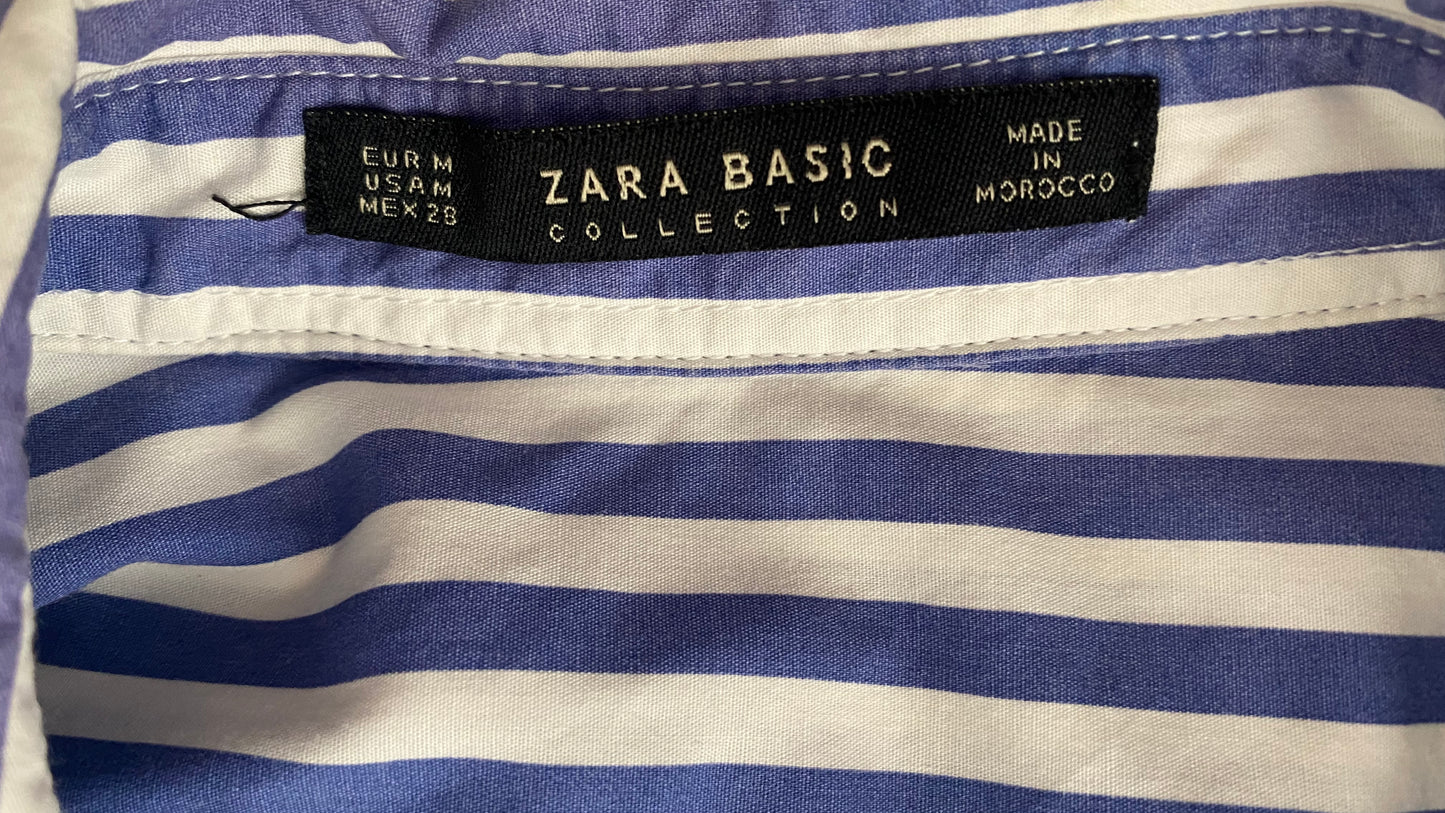 EUR M
USA M
MEX 28
ZARA BASIC
COLLECTION
MADE
IN
MOROCCO